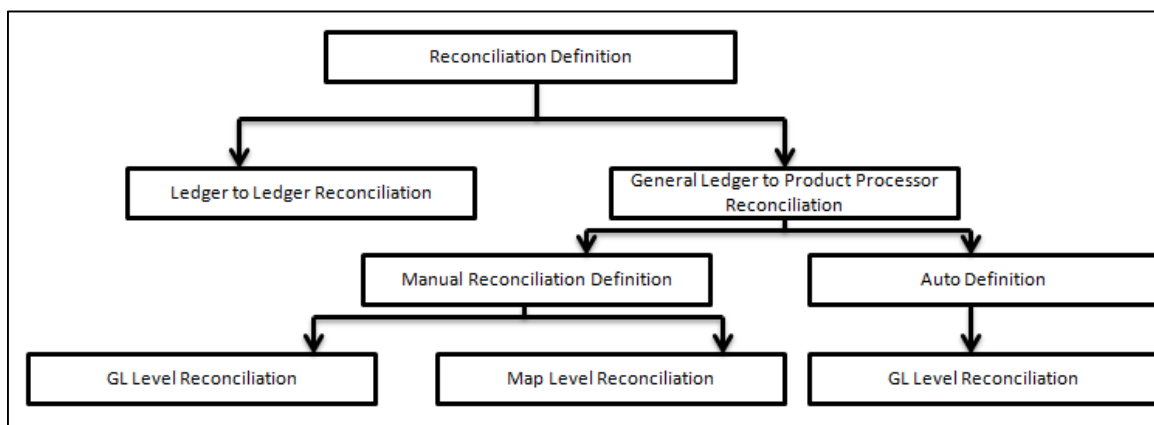 Reconciliation Definition
Ledger to Ledger Reconciliation
General Ledger to Product Processor
Reconciliation
Manual Reconciliation Definition
Auto Definition
GL Level Reconciliation
Map Level Reconciliation
GL Level Reconciliation